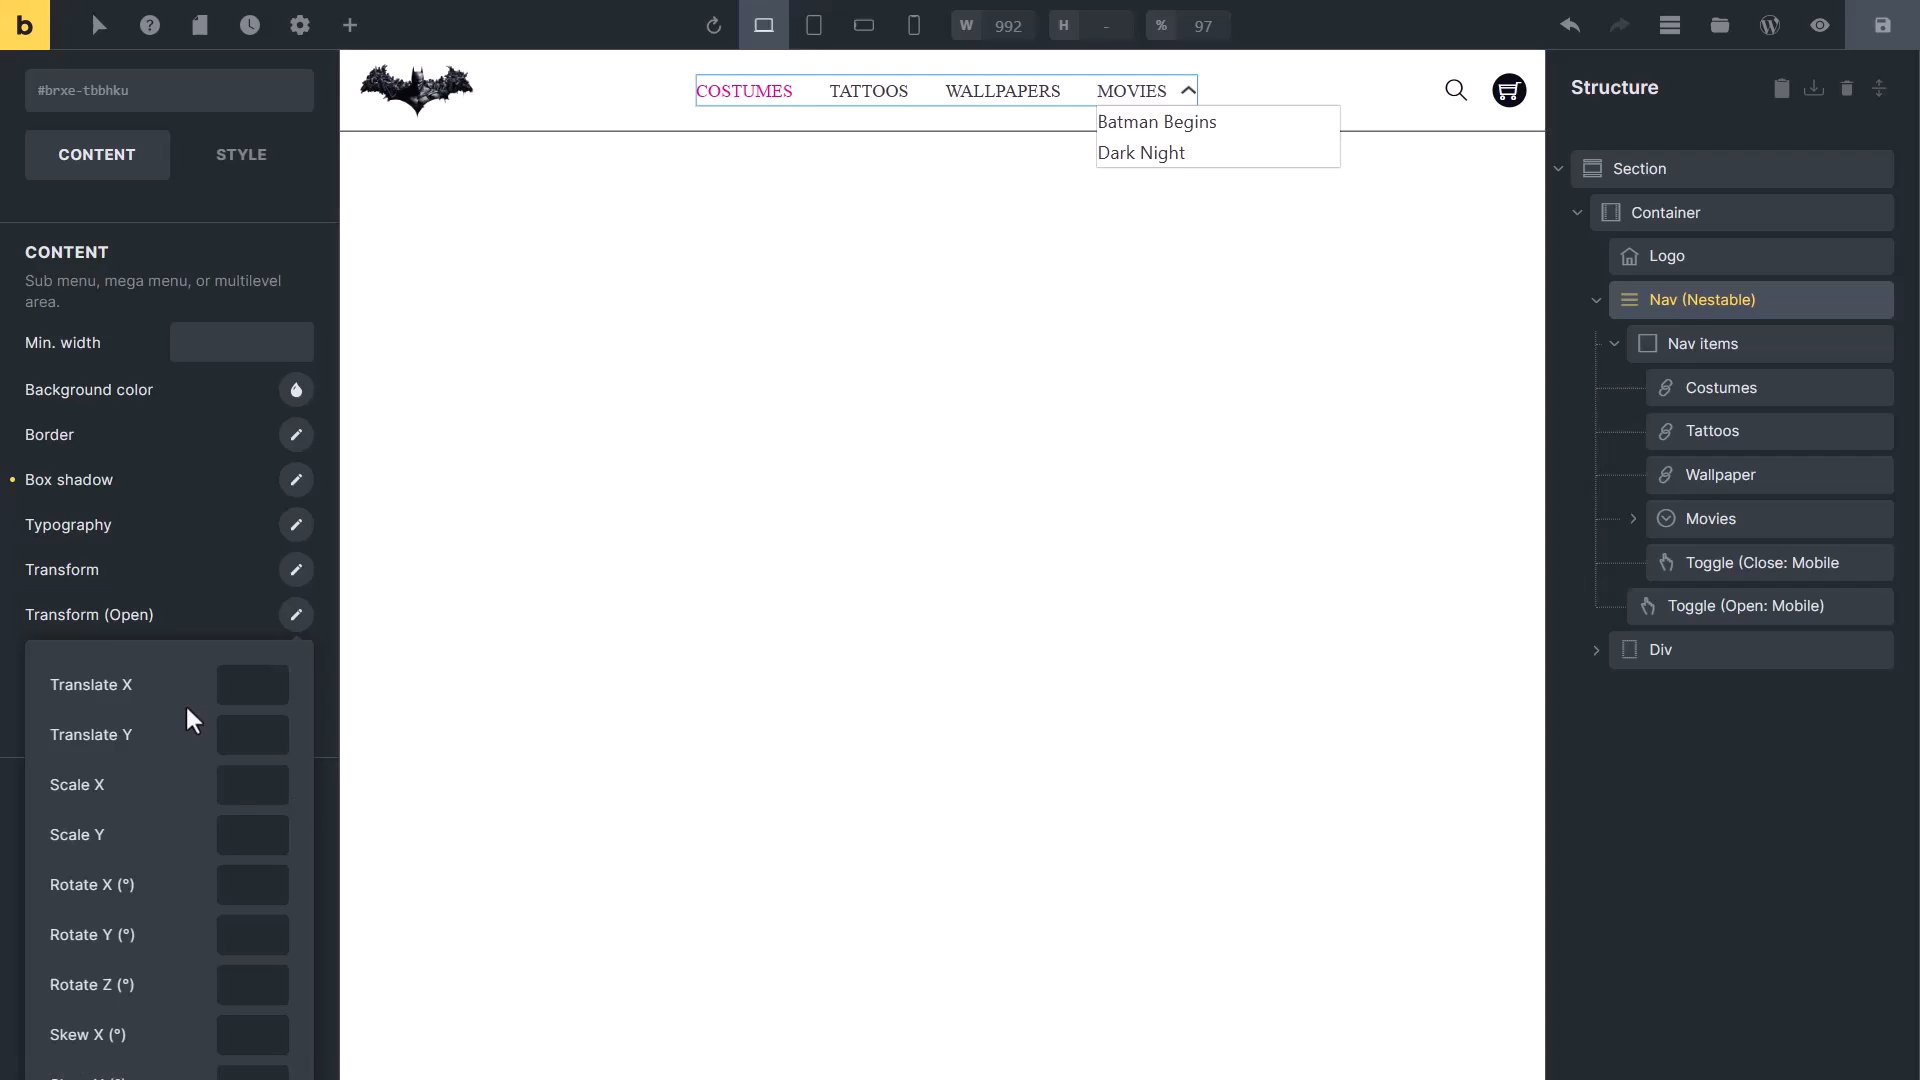 b
W 992 H - % 97
#brxe-tbbhku
CONTENT STYLE
CONTENT
Sub menu, mega menu, or multilevel
area.
Min. width
Background color
Border
Box shadow
Typography
Transform
Transform (Open)
Translate X
Translate Y
Scale X
Scale Y
Rotate X (°)
Rotate Y (°)
Rotate Z (°)
Skew X (°)
COSTUMES TATTOOS WALLPAPERS MOVIES
Batman Begins
Dark Night
Structure
Section
Container
Logo
Nav (Nestable)
Nav items
Costumes
Tattoos
Wallpaper
Movies
Toggle (Close: Mobile
Toggle (Open: Mobile)
Div